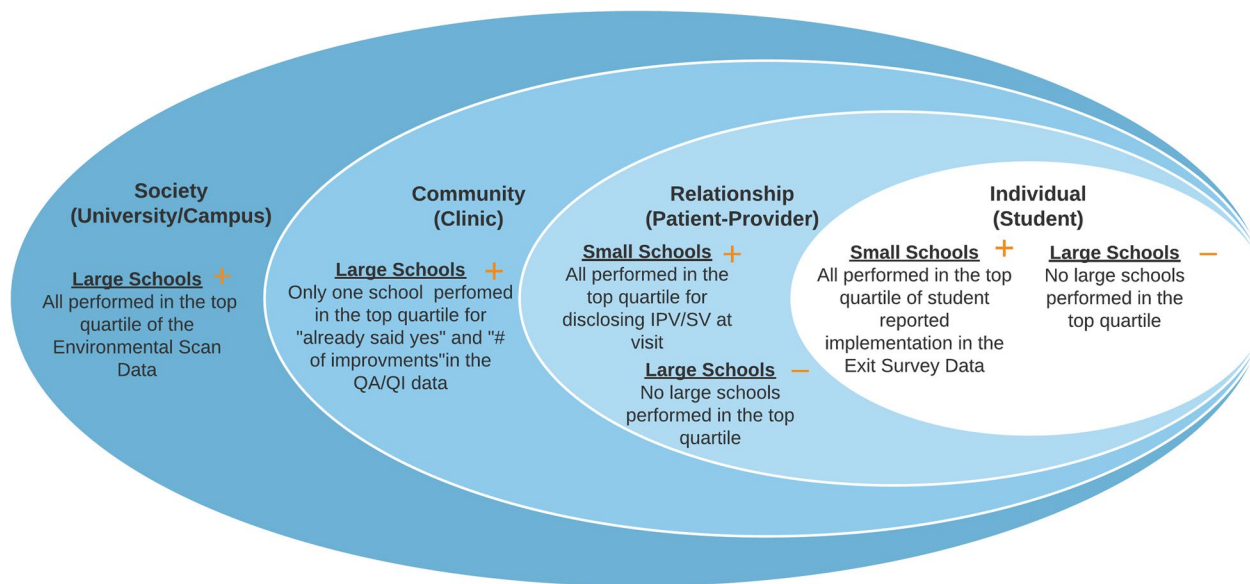 Society
(University/Campus)
Large Schools +
All performed in the top
quartile of the
Environmental Scan
Data
Community
(Clinic)
Large Schools +
Only one school perfomed
in the top quartile for
"already said yes" and "#
of improvments"in the
QA/QI data
Relationship
(Patient-Provider)
Small Schools +
All performed in the
top quartile for
disclosing IPV/SV at
visit
Large Schools −
No large schools
performed in the top
quartile
Individual
(Student)
Small Schools +
All performed in the top
quartile of student
reported
implementation in the
Exit Survey Data
Large Schools −
No large schools
performed in the
top quartile